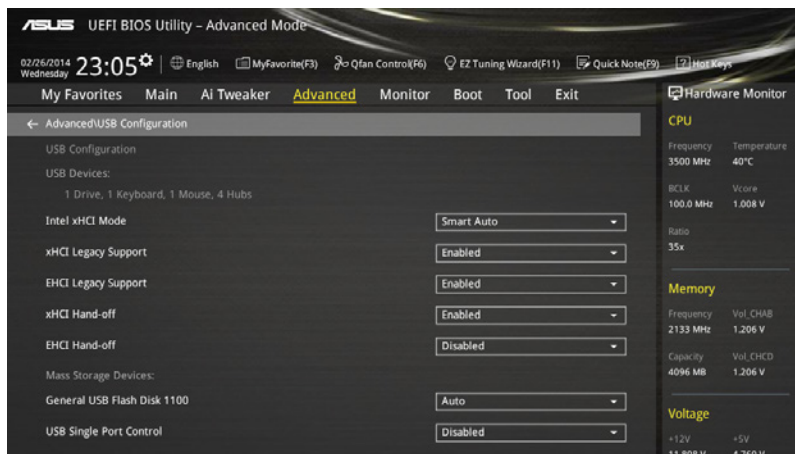 ASUS UEFI BIOS Utility – Advanced Mode
02/26/2014 Wednesday 23:05 English MyFavorite(F3) Qfan Control(F6) EZ Tuning Wizard(F11) Quick Note(F9) ? Hot Keys
My Favorites Main Ai Tweaker Advanced Monitor Boot Tool Exit
← Advanced\USB Configuration
USB Configuration
USB Devices:
1 Drive, 1 Keyboard, 1 Mouse, 4 Hubs
Intel xHCI Mode Smart Auto
xHCI Legacy Support Enabled
EHCI Legacy Support Enabled
xHCI Hand-off Enabled
EHCI Hand-off Disabled
Mass Storage Devices:
General USB Flash Disk 1100 Auto
USB Single Port Control Disabled
Hardware Monitor
CPU
Frequency Temperature
3500 MHz 40°C
BCLK Vcore
100.0 MHz 1.008 V
Ratio
35x
Memory
Frequency Vol_CHAB
2133 MHz 1.206 V
Capacity Vol_CHCD
4096 MB 1.206 V
Voltage
+12V +5V